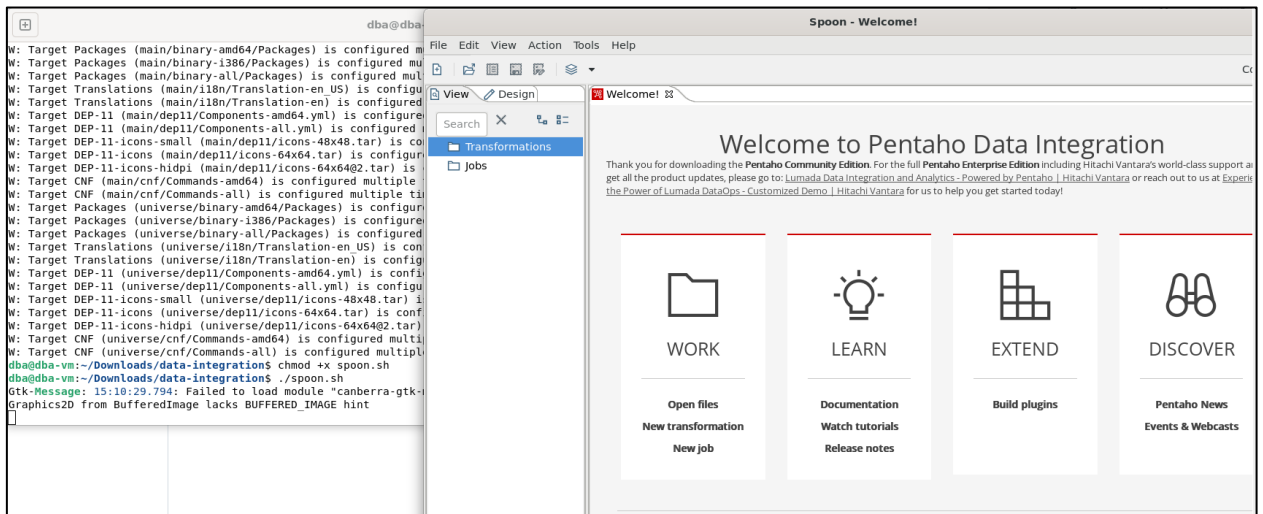 dba@dba-
W: Target Packages (main/binary-amd64/Packages) is configured m
W: Target Packages (main/binary-i386/Packages) is configured mu
W: Target Packages (main/binary-all/Packages) is configured mul
W: Target Translations (main/i18n/Translation-en_US) is configu
W: Target Translations (main/i18n/Translation-en) is configured
W: Target DEP-11 (main/dep11/Components-amd64.yml) is configure
W: Target DEP-11 (main/dep11/Components-all.yml) is configured
W: Target DEP-11-icons-small (main/dep11/icons-48x48.tar) is co
W: Target DEP-11-icons (main/dep11/icons-64x64.tar) is configur
W: Target DEP-11-icons-hidpi (main/dep11/icons-64x64@2.tar) is
W: Target CNF (main/cnf/Commands-amd64) is configured multiple
W: Target CNF (main/cnf/Commands-all) is configured multiple ti
W: Target Packages (universe/binary-amd64/Packages) is configur
W: Target Packages (universe/binary-i386/Packages) is configure
W: Target Packages (universe/binary-all/Packages) is configured
W: Target Translations (universe/i18n/Translation-en_US) is con
W: Target Translations (universe/i18n/Translation-en) is config
W: Target DEP-11 (universe/dep11/Components-amd64.yml) is confi
W: Target DEP-11 (universe/dep11/Components-all.yml) is configu
W: Target DEP-11-icons-small (universe/dep11/icons-48x48.tar) i
W: Target DEP-11-icons (universe/dep11/icons-64x64.tar) is conf
W: Target DEP-11-icons-hidpi (universe/dep11/icons-64x64@2.tar)
W: Target CNF (universe/cnf/Commands-amd64) is configured multi
W: Target CNF (universe/cnf/Commands-all) is configured multipl
dba@dba-vm:~/Downloads/data-integration$ chmod +x spoon.sh
dba@dba-vm:~/Downloads/data-integration$ ./spoon.sh
Gtk-Message: 15:10:29.794: Failed to load module "canberra-gtk-
Graphics2D from BufferedImage lacks BUFFERED_IMAGE hint
Spoon - Welcome!
File Edit View Action Tools Help
Co
View Design
Search
Transformations
Jobs
Welcome!
Welcome to Pentaho Data Integration
Thank you for downloading the Pentaho Community Edition. For the full Pentaho Enterprise Edition including Hitachi Vantara's world-class support a
get all the product updates, please go to: Lumada Data Integration and Analytics - Powered by Pentaho | Hitachi Vantara or reach out to us at Experie
the Power of Lumada DataOps - Customized Demo | Hitachi Vantara for us to help you get started today!
WORK
Open files
New transformation
New job
LEARN
Documentation
Watch tutorials
Release notes
EXTEND
Build plugins
DISCOVER
Pentaho News
Events & Webcasts